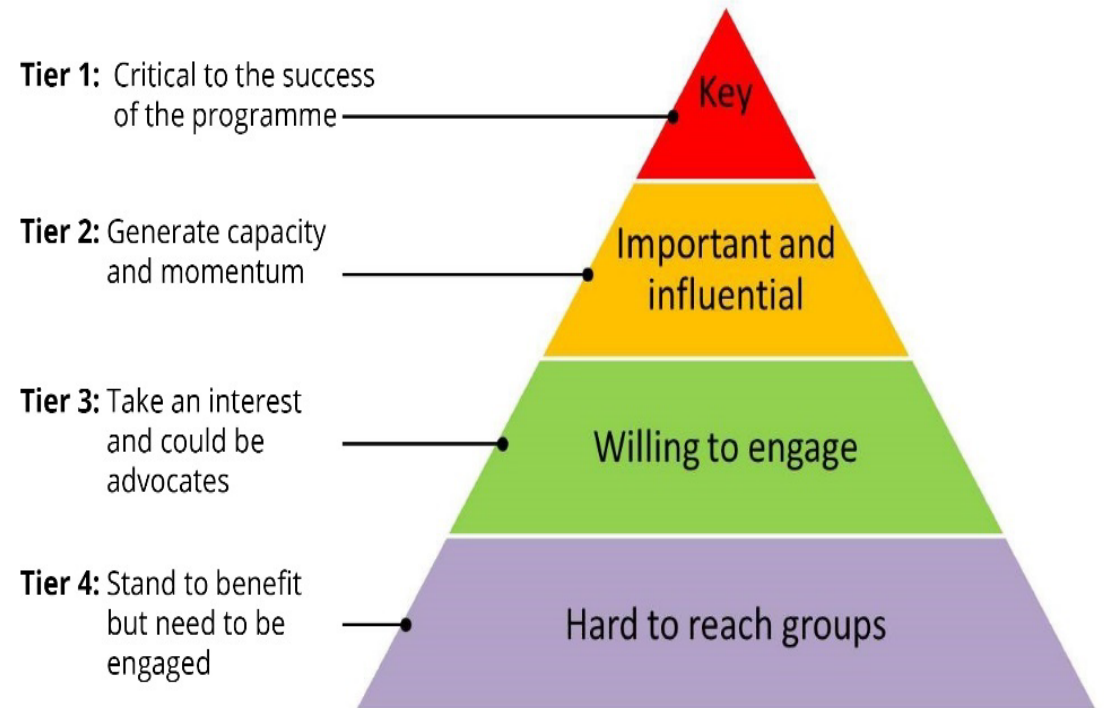 Tier 1: Critical to the success
of the programme
Key
Tier 2: Generate capacity
and momentum
Important and
influential
Tier 3: Take an interest
and could be
advocates
Willing to engage
Tier 4: Stand to benefit
but need to be
engaged
Hard to reach groups